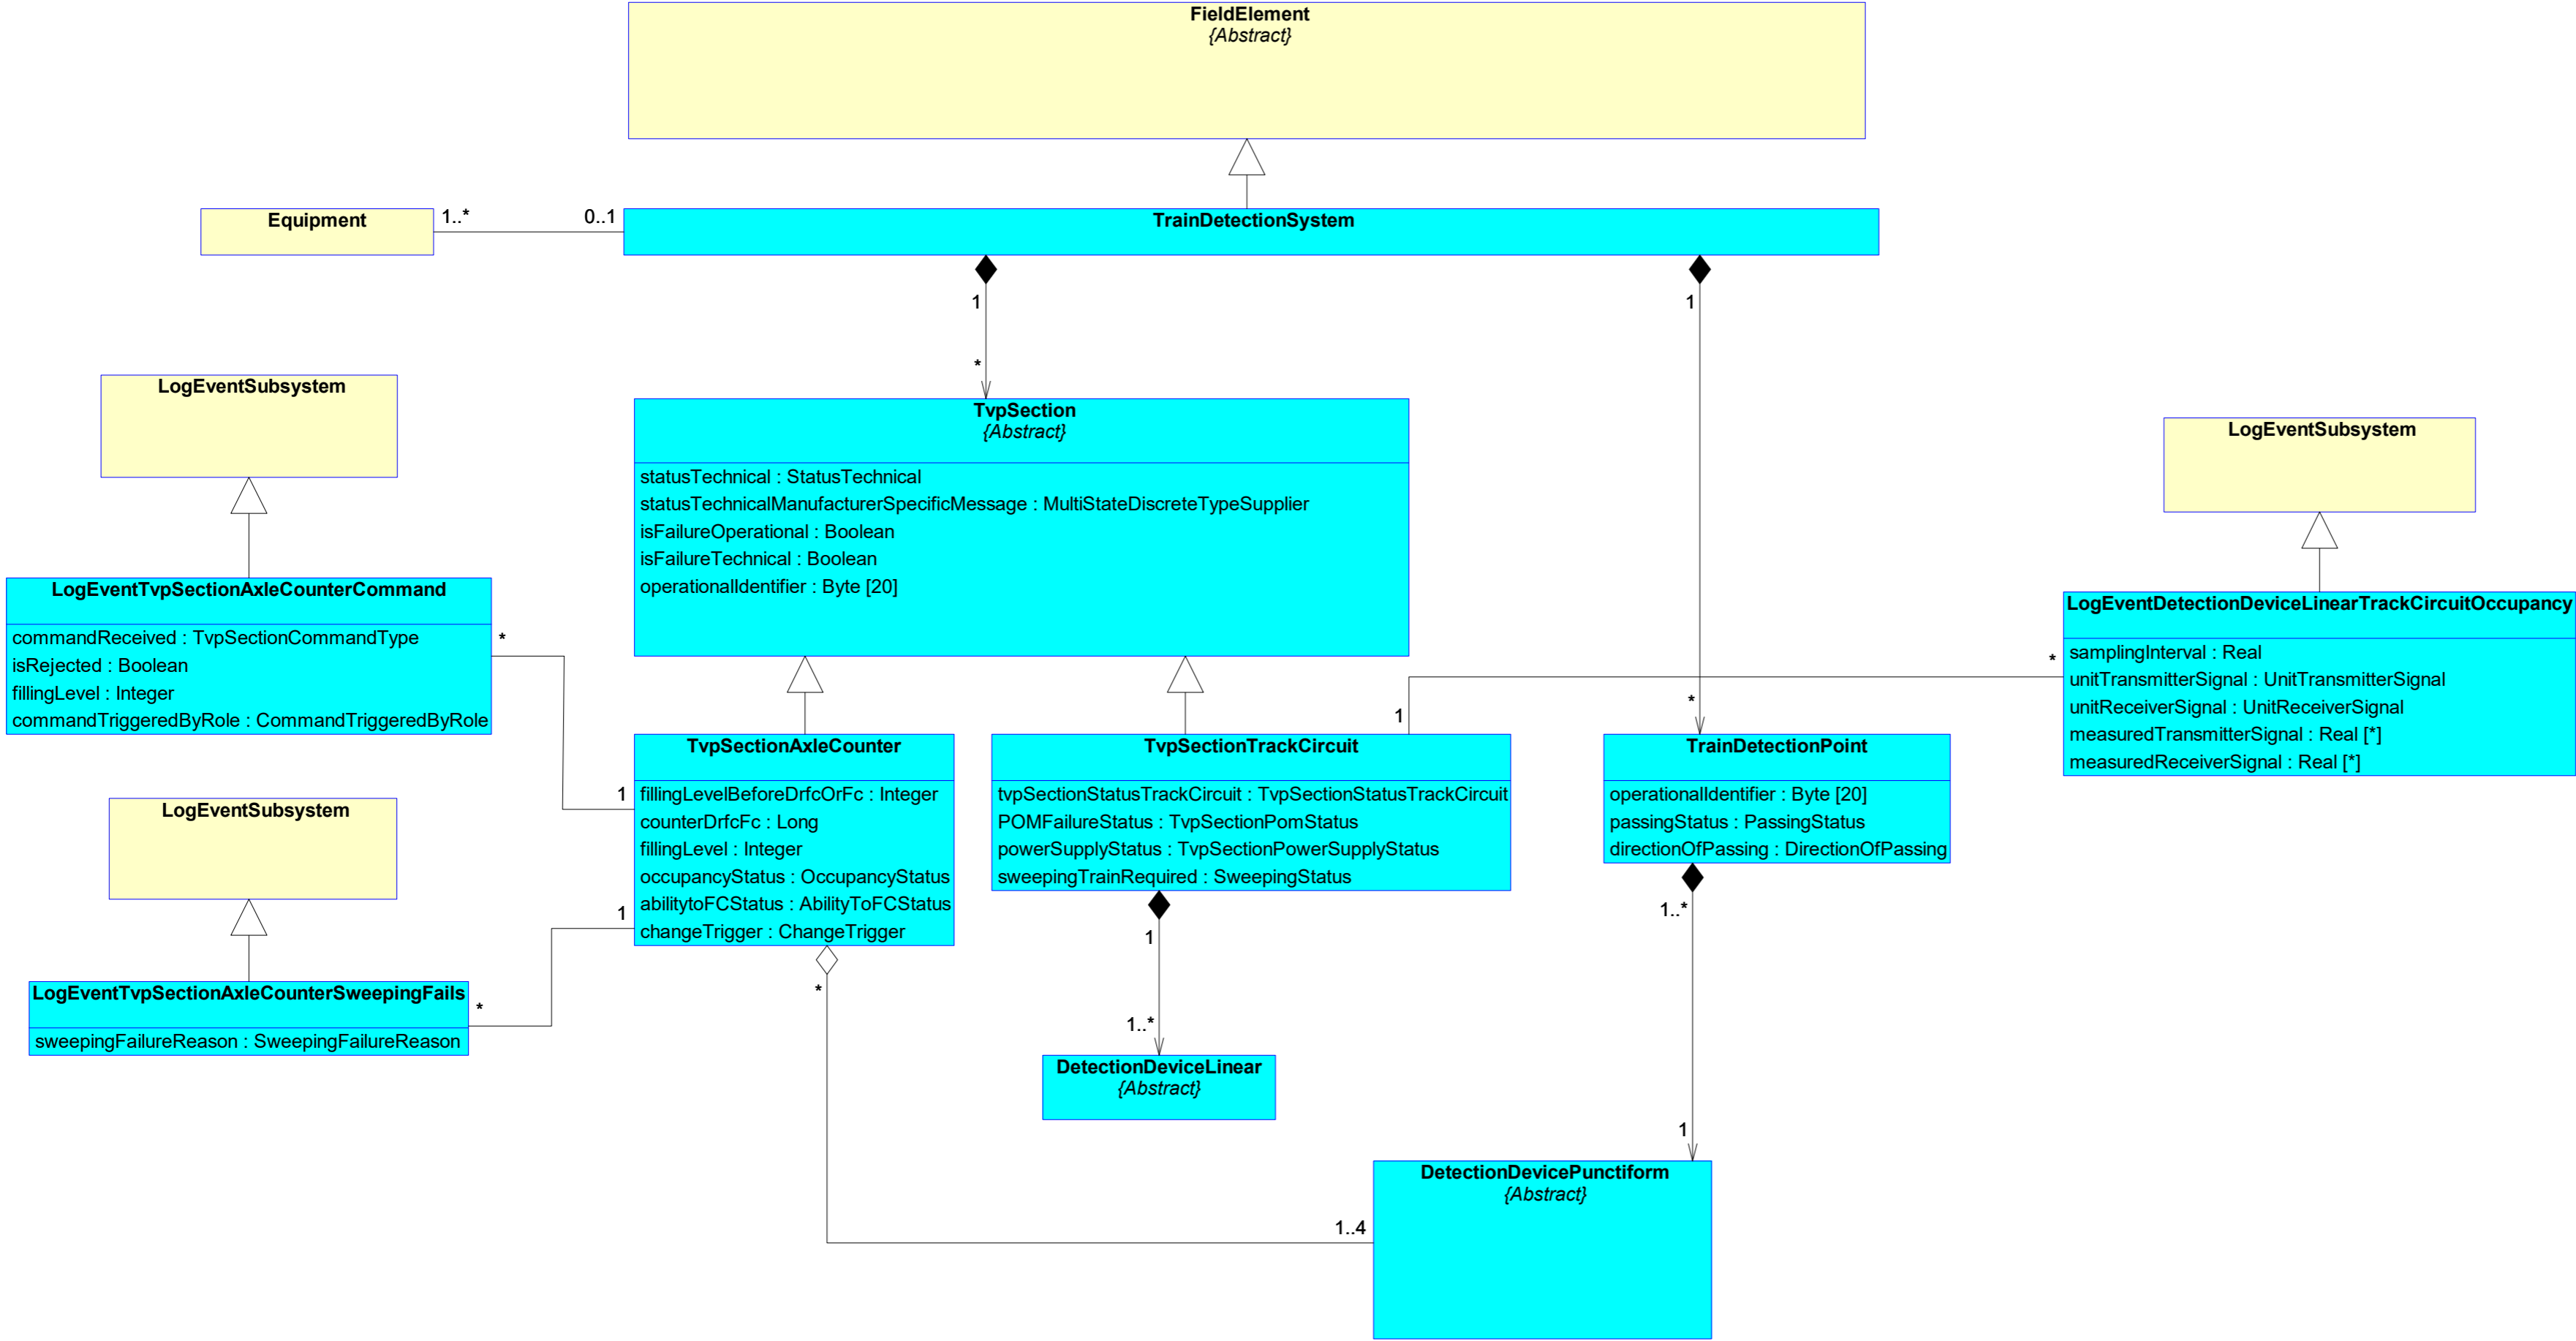 FieldElement
{Abstract}
Equipment
1..*
0..1
TrainDetectionSystem
1
1
*
LogEventSubsystem
TvpSection
{Abstract}
statusTechnical : StatusTechnical
statusTechnicalManufacturerSpecificMessage : MultiStateDiscreteTypeSupplier
isFailureOperational : Boolean
isFailureTechnical : Boolean
operationalIdentifier : Byte [20]
LogEventSubsystem
LogEventTvpSectionAxleCounterCommand
commandReceived : TvpSectionCommandType
isRejected : Boolean
fillingLevel : Integer
commandTriggeredByRole : CommandTriggeredByRole
*
1
LogEventDetectionDeviceLinearTrackCircuitOccupancy
samplingInterval : Real
unitTransmitterSignal : UnitTransmitterSignal
unitReceiverSignal : UnitReceiverSignal
measuredTransmitterSignal : Real [*]
measuredReceiverSignal : Real [*]
*
1
*
TvpSectionAxleCounter
fillingLevelBeforeDrfcOrFc : Integer
counterDrfcFc : Long
fillingLevel : Integer
occupancyStatus : OccupancyStatus
abilitytoFCStatus : AbilityToFCStatus
changeTrigger : ChangeTrigger
TvpSectionTrackCircuit
tvpSectionStatusTrackCircuit : TvpSectionStatusTrackCircuit
POMFailureStatus : TvpSectionPomStatus
powerSupplyStatus : TvpSectionPowerSupplyStatus
sweepingTrainRequired : SweepingStatus
TrainDetectionPoint
operationalIdentifier : Byte [20]
passingStatus : PassingStatus
directionOfPassing : DirectionOfPassing
LogEventSubsystem
1
LogEventTvpSectionAxleCounterSweepingFails
sweepingFailureReason : SweepingFailureReason
*
*
1
1..*
1..*
DetectionDeviceLinear
{Abstract}
1
DetectionDevicePunctiform
{Abstract}
1..4